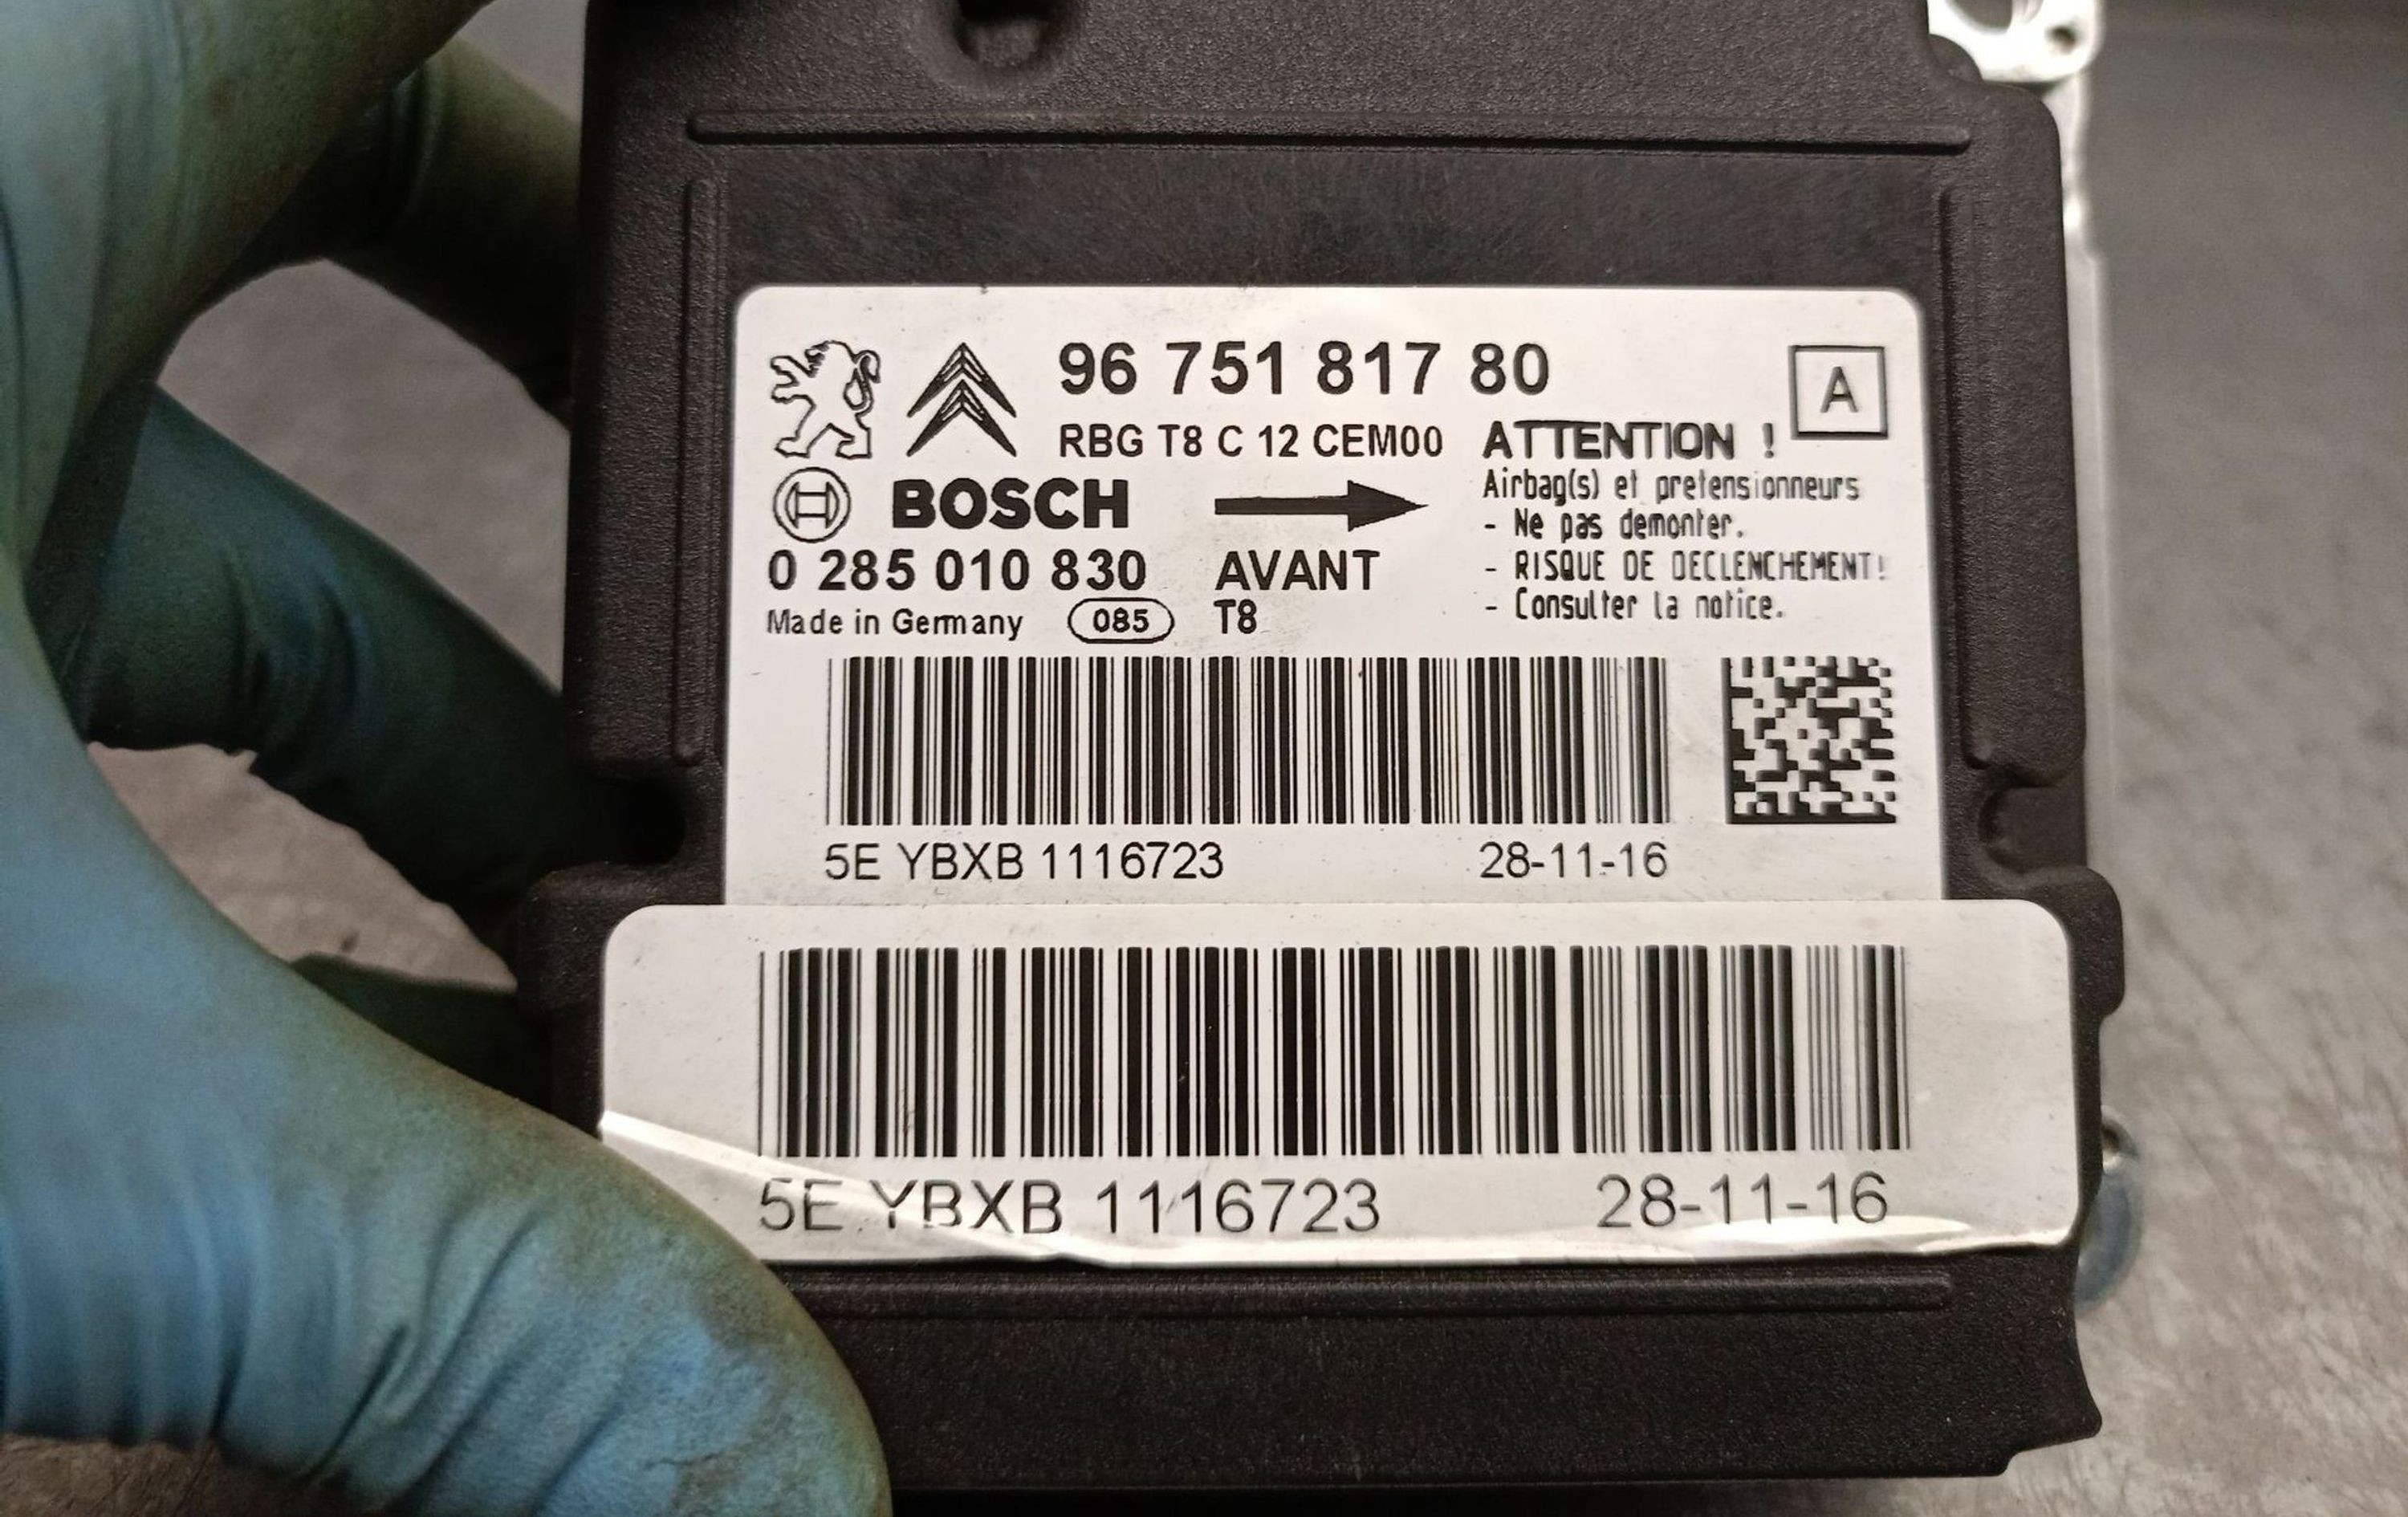 96 751 817 80
A
RBG T8 C 12 CEM00
ATTENTION !
Airbag(s) et pretensionneurs
- Ne pas demonter.
- RISQUE DE DECLENCHEMENT!
- Consulter la notice.
BOSCH
0 285 010 830
AVANT
Made in Germany
085
T8
5E YBXB 1116723 28-11-16
5E YBXB 1116723 28-11-16